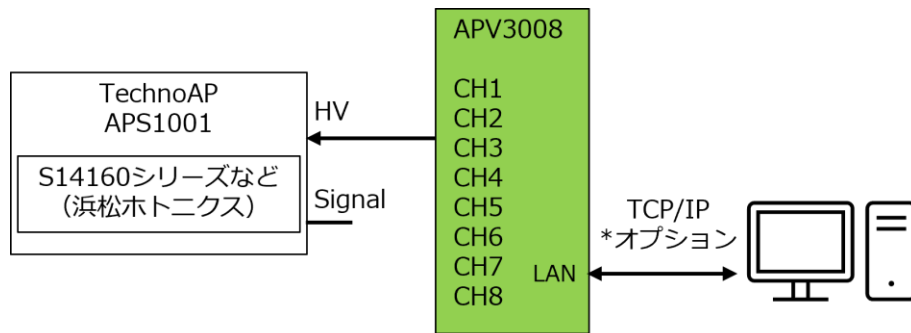 TechnoAP
APS1001
S14160シリーズなど
（浜松ホトニクス）
HV
Signal
APV3008
CH1
CH2
CH3
CH4
CH5
CH6
CH7
CH8
LAN
TCP/IP
*オプション